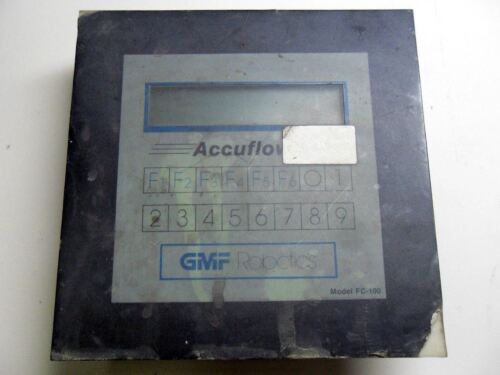 Accuflow
F1 F2 F3 F4 F5 F6 0 1
2 3 4 5 6 7 8 9
GMF Robotics
Model FC-100